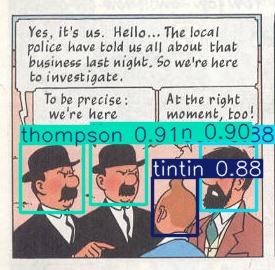 Yes, it's us. Hello... The local
police have told us all about that
business last night. So we're here
to investigate.
To be precise:
we're here
At the right
moment, too!
thompson 0.91
n 0.90
88
tintin 0.88